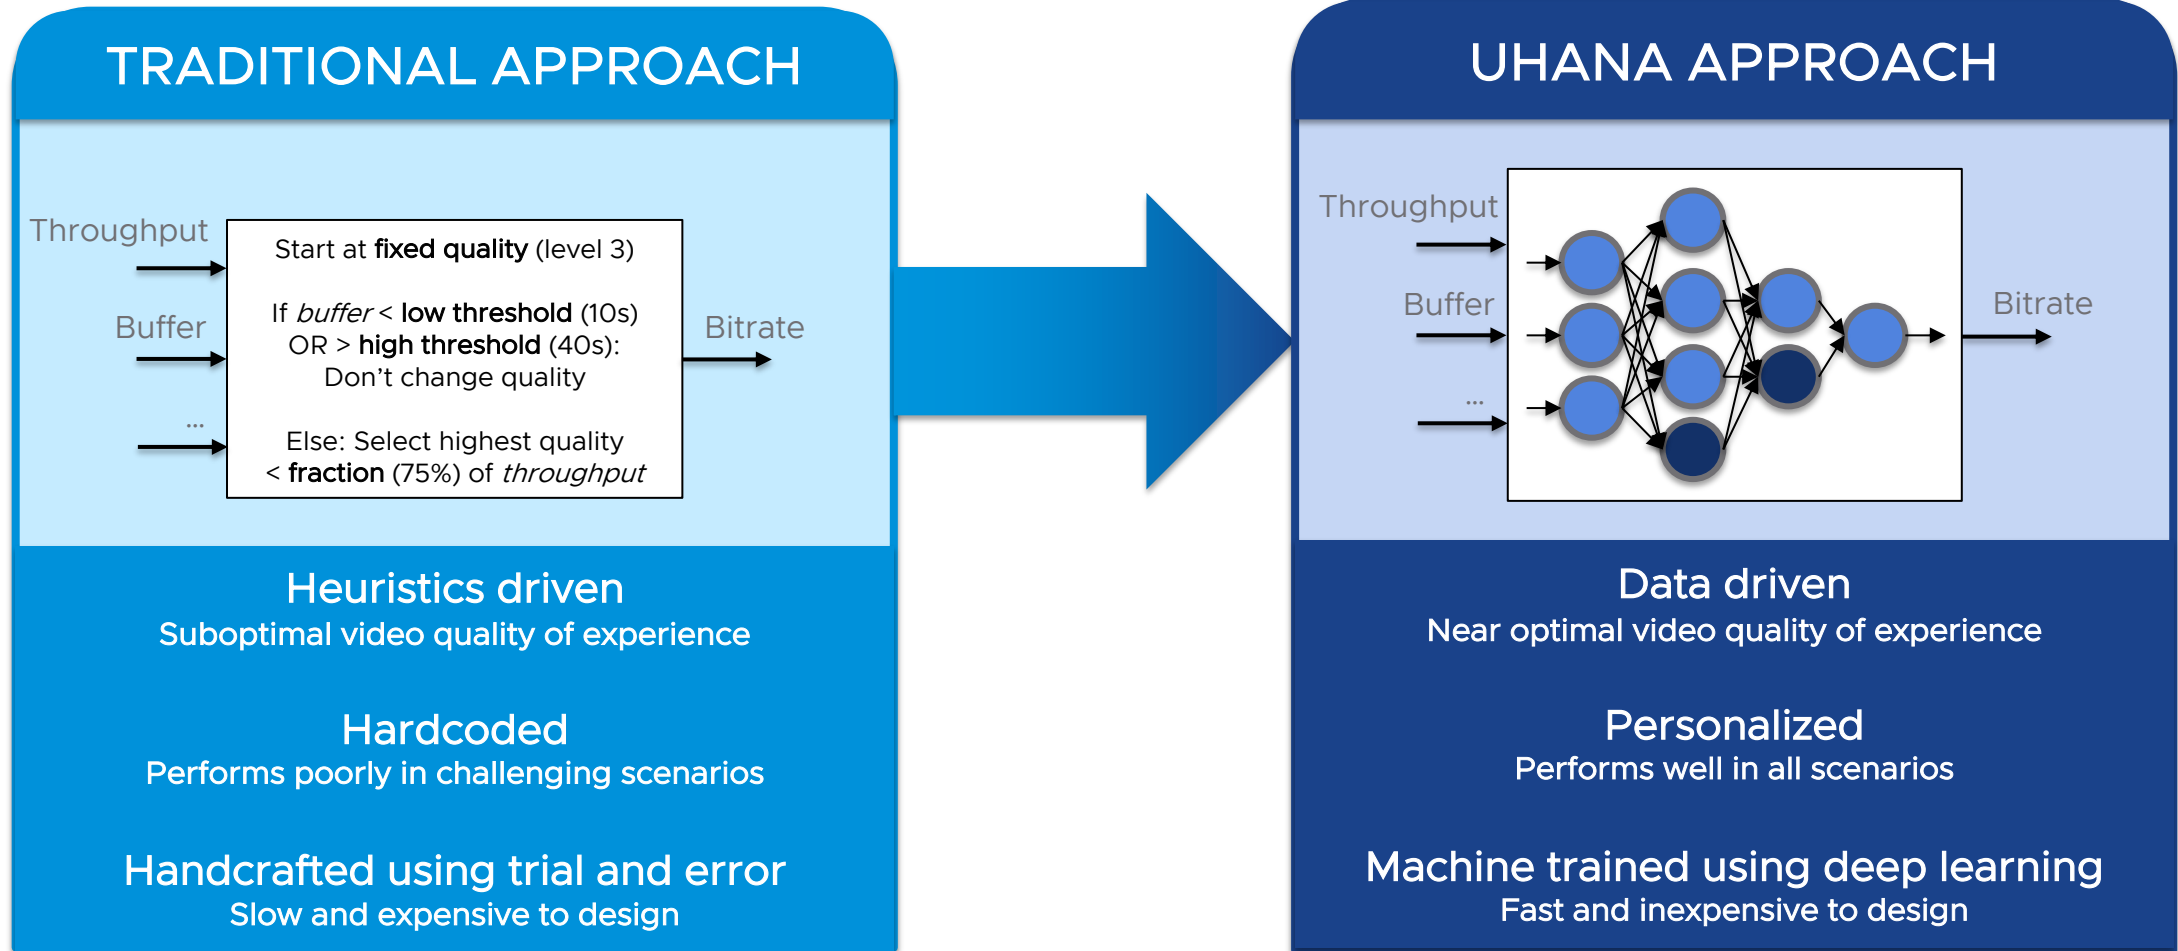 TRADITIONAL APPROACH
Throughput
Buffer
...
Start at fixed quality (level 3)
If buffer < low threshold (10s)
OR > high threshold (40s):
Don't change quality
Else: Select highest quality
< fraction (75%) of throughput
Bitrate
Heuristics driven
Suboptimal video quality of experience
Hardcoded
Performs poorly in challenging scenarios
Handcrafted using trial and error
Slow and expensive to design
UHANA APPROACH
Throughput
Buffer
...
Bitrate
Data driven
Near optimal video quality of experience
Personalized
Performs well in all scenarios
Machine trained using deep learning
Fast and inexpensive to design